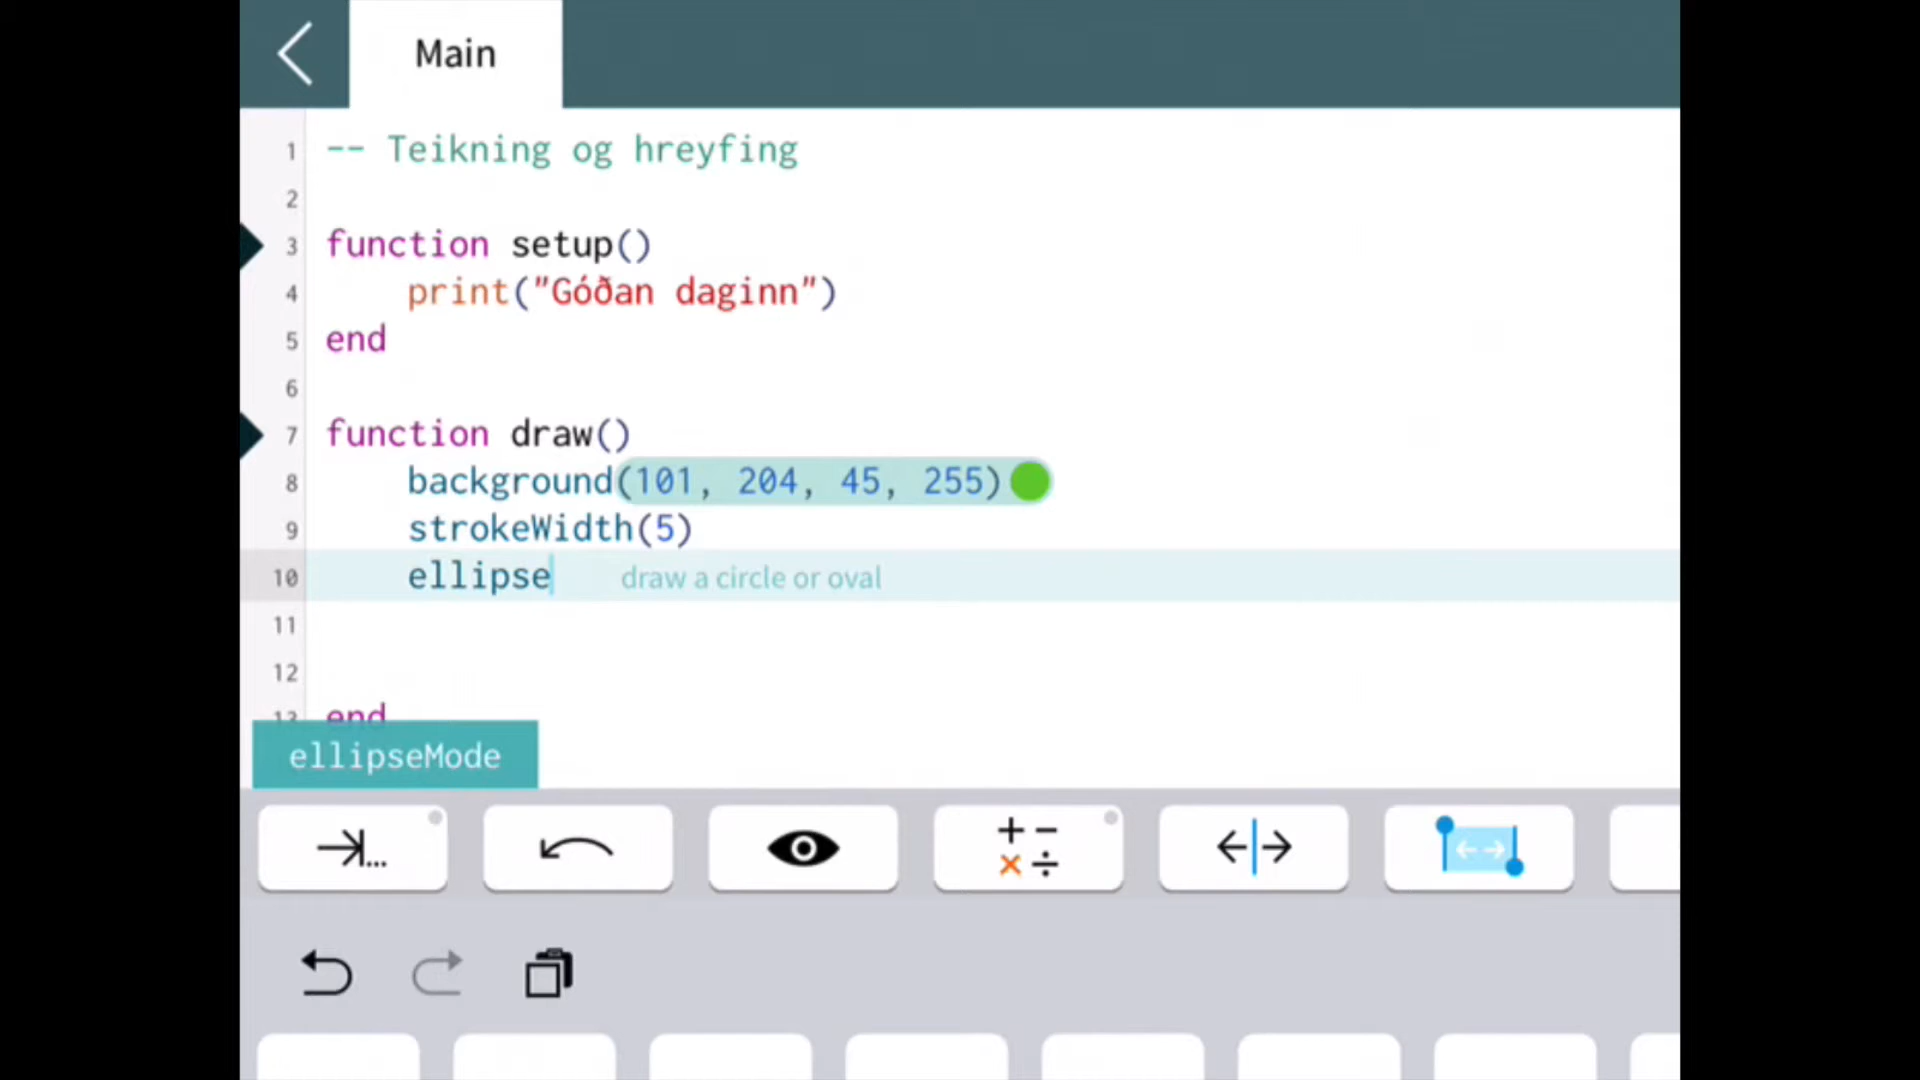 Main
1 -- Teikning og hreyfing
2
3 function setup()
4 print("Góðan daginn")
5 end
6
7 function draw()
8 background(101, 204, 45, 255)
9 strokeWidth(5)
10 ellipse draw a circle or oval
11
12
13 end
ellipseMode